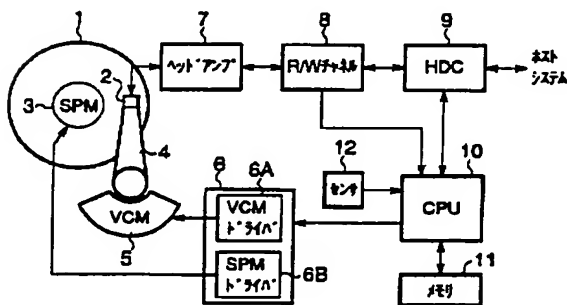 1
7
8
9
ヘッドアンプ
R/Wチャネル
HDC
ホスト
システム
2
3
SPM
4
12
センサ
10
CPU
6
6A
VCM
ドライバ
VCM
5
SPM
ドライバ
6B
メモリ
11